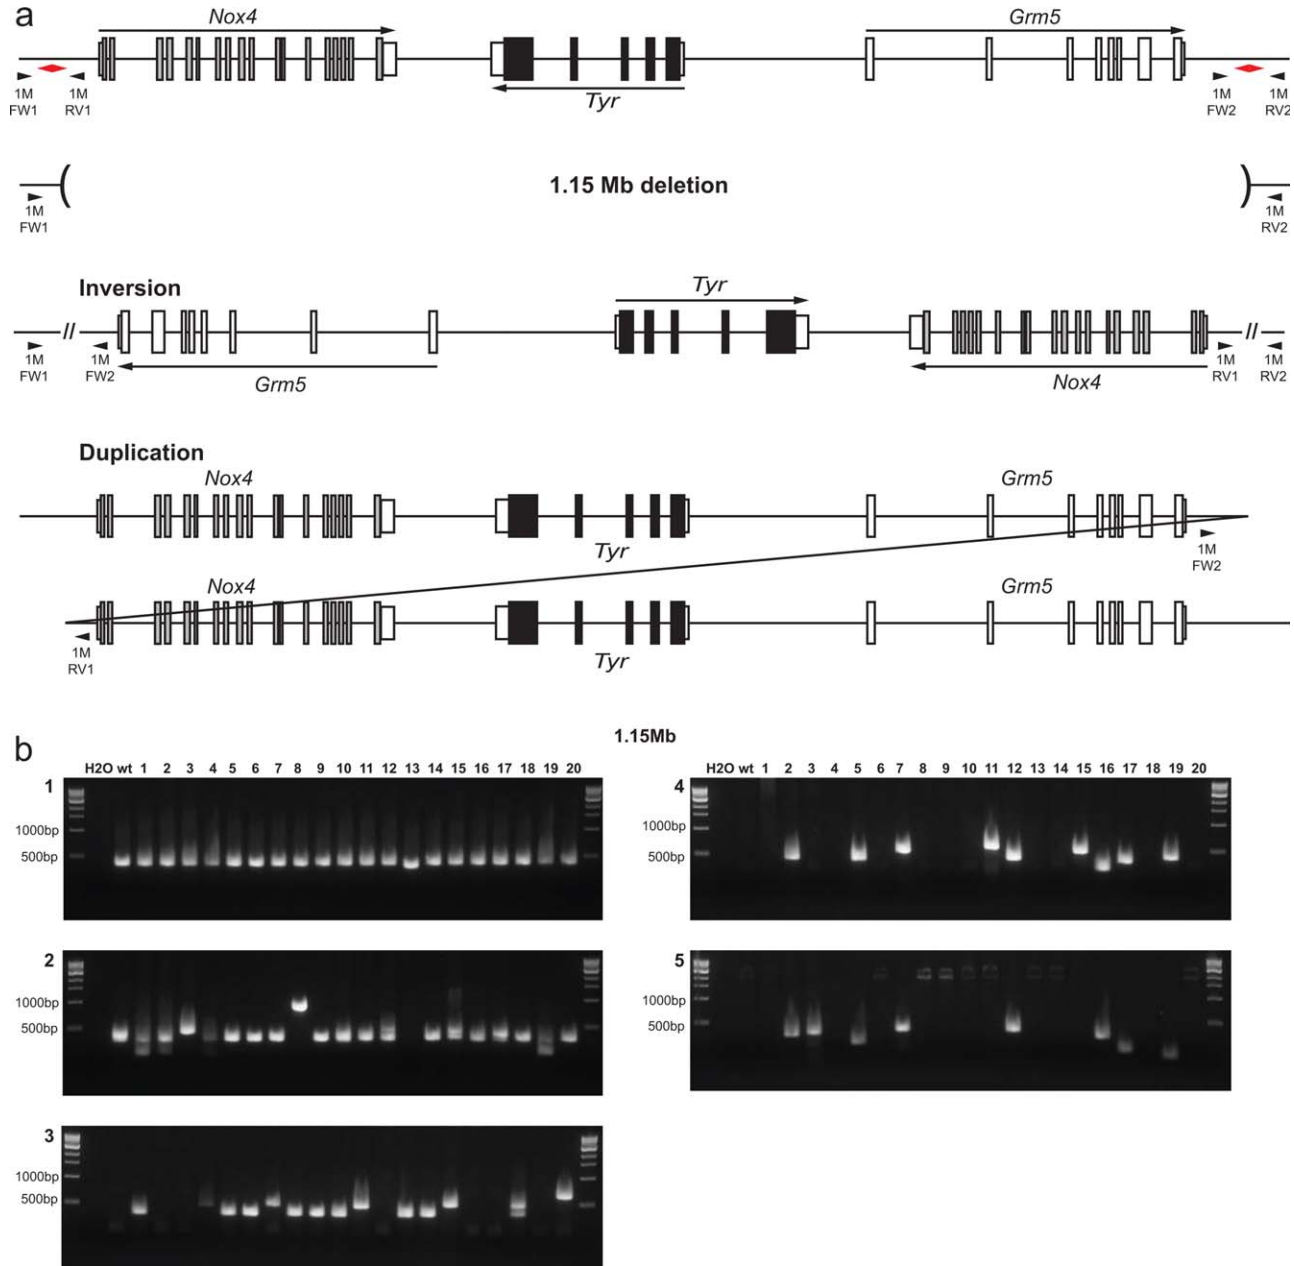 a
Nox4
Grm5
Tyr
1M
FW1
1M
RV1
1M
FW2
1M
RV2
1.15 Mb deletion
1M
FW1
1M
RV2
Inversion
Tyr
//
//
1M
FW1
1M
FW2
Grm5
Nox4
1M
RV1
1M
RV2
Duplication
Nox4
Grm5
Tyr
1M
FW2
Nox4
Grm5
1M
RV1
Tyr
b
1.15Mb
H2O wt 1 2 3 4 5 6 7 8 9 10 11 12 13 14 15 16 17 18 19 20
1
1000bp
500bp
2
1000bp
500bp
3
1000bp
500bp
H2O wt 1 2 3 4 5 6 7 8 9 10 11 12 13 14 15 16 17 18 19 20
4
1000bp
500bp
5
1000bp
500bp